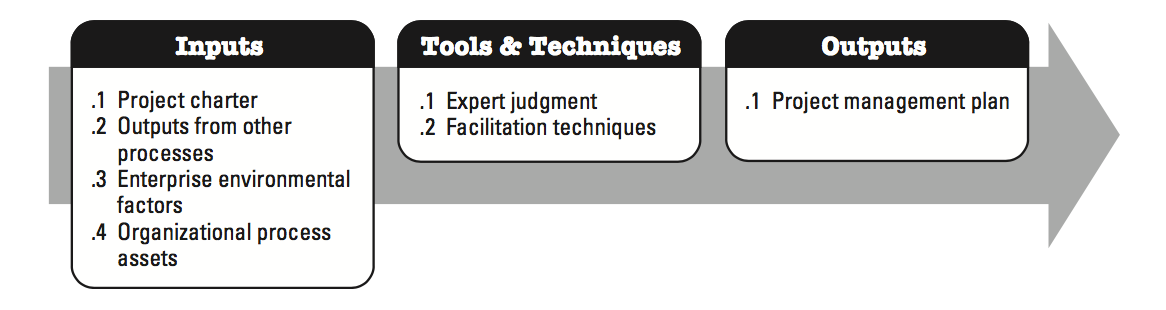 Inputs
.1 Project charter
.2 Outputs from other
processes
.3 Enterprise environmental
factors
.4 Organizational process
assets
Tools & Techniques
.1 Expert judgment
.2 Facilitation techniques
Outputs
.1 Project management plan